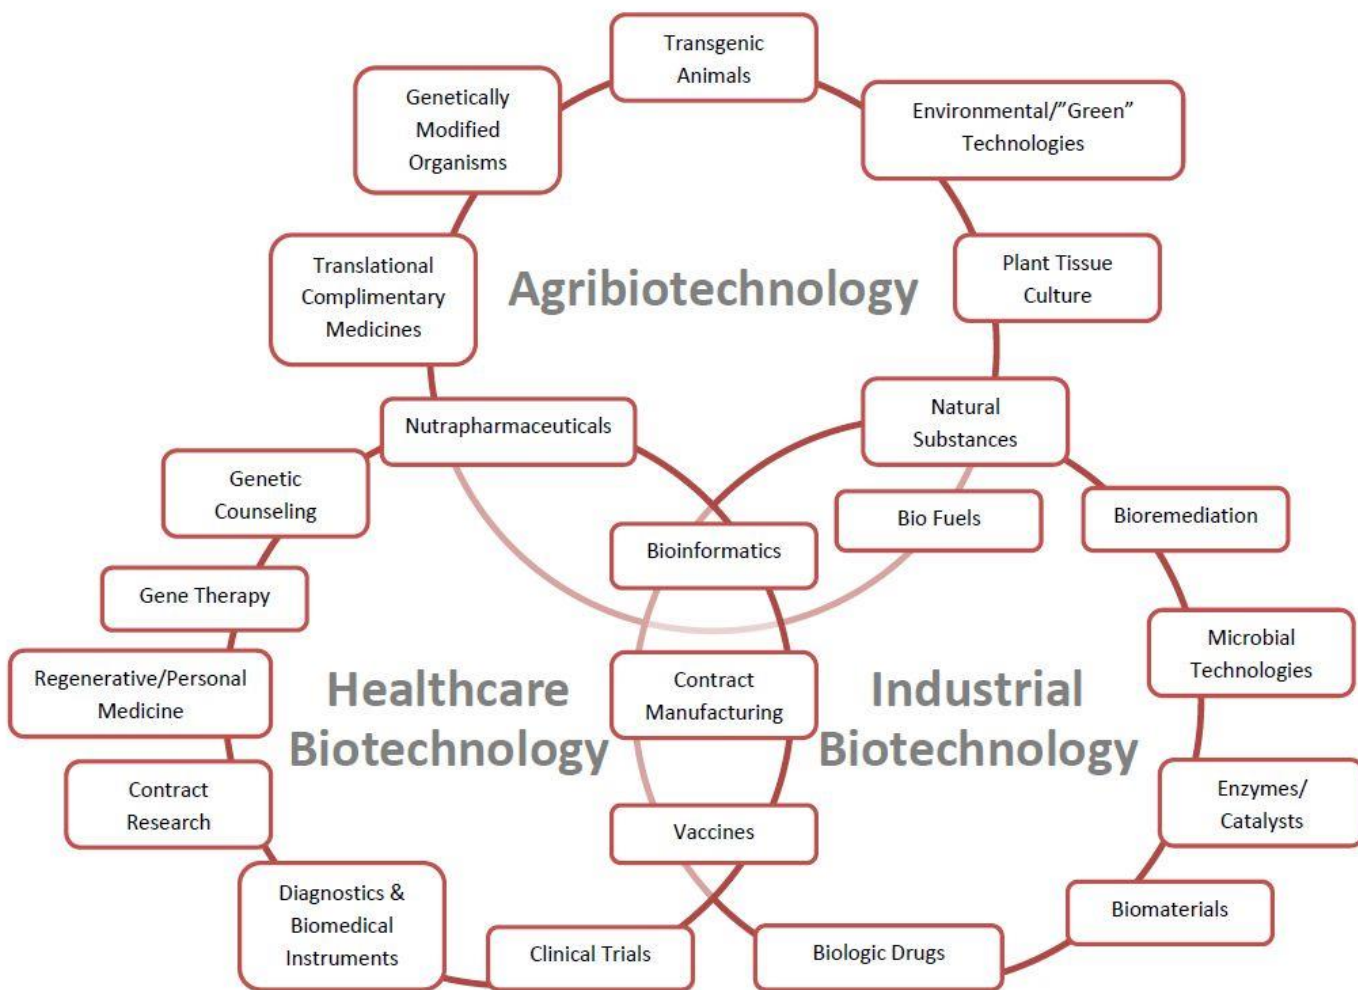 Transgenic
Animals
Genetically
Modified
Organisms
Environmental/”Green”
Technologies
Translational
Complimentary
Medicines
Plant Tissue
Culture
Agribiotechnology
Nutrapharmaceuticals
Natural
Substances
Genetic
Counseling
Bio Fuels
Bioremediation
Bioinformatics
Gene Therapy
Microbial
Technologies
Regenerative/Personal
Medicine
Healthcare
Biotechnology
Contract
Manufacturing
Industrial
Biotechnology
Contract
Research
Enzymes/
Catalysts
Vaccines
Diagnostics &
Biomedical
Instruments
Biomaterials
Clinical Trials
Biologic Drugs